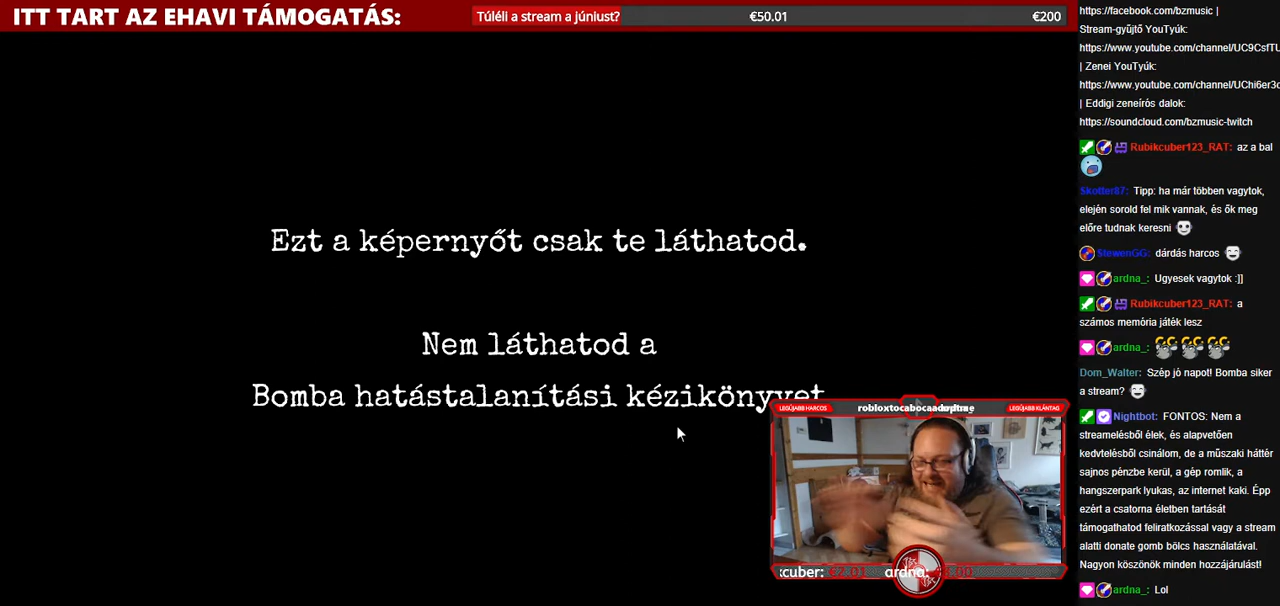 ITT TART AZ EHAVI TÁMOGATÁS:
Túléli a stream a júniust?
€50.01
€200
Ezt a képernyőt csak te láthatod.
Nem láthatod a
Bomba hatástalanítási kézikönyvet
LEGÚJABB HARCOS
LEGÚJABB KLÁNTAG
xcuber: €2.01
ardna_:
https://facebook.com/bzmusic |
Stream-gyűjtő YouTyúk:
https://www.youtube.com/channel/UC9CsfTU
| Zenei YouTyúk:
https://www.youtube.com/channel/UChi6er3c
| Eddigi zeneírós dalok:
https://soundcloud.com/bzmusic-twitch
Rubikcuber123_RAT: az a bal
Skotter87: Tipp: ha már többen vagytok,
elején sorold fel mik vannak, és ők meg
előre tudnak keresni
StewenGG: dárdás harcos
ardna_: Ugyesek vagytok :]]
Rubikcuber123_RAT: a
számos memória játék lesz
ardna_:
Dom_Walter: Szép jó napot! Bomba siker
a stream?
Nightbot: FONTOS: Nem a
streamelésből élek, és alapvetően
kedvtelésből csinálom, de a műszaki háttér
sajnos pénzbe kerül, a gép romlik, a
hangszerpark lyukas, az internet kaki. Épp
ezért a csatorna életben tartását
támogathatod feliratkozással vagy a stream
alatti donate gomb bölcs használatával.
Nagyon köszönök minden hozzájárulást!
ardna_: Lol